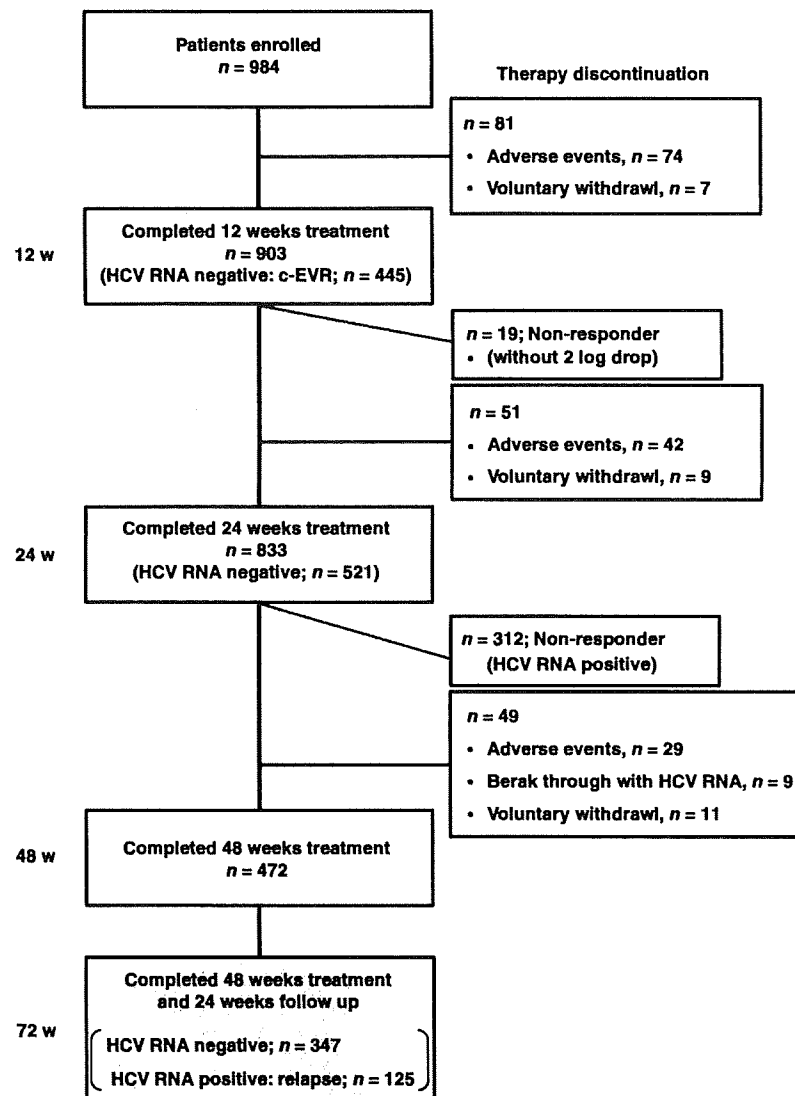 Patients enrolled
n = 984
Therapy discontinuation
n = 81
• Adverse events, n = 74
• Voluntary withdrawl, n = 7
12 w
Completed 12 weeks treatment
n = 903
(HCV RNA negative: c-EVR; n = 445)
n = 19; Non-responder
• (without 2 log drop)
n = 51
• Adverse events, n = 42
• Voluntary withdrawl, n = 9
24 w
Completed 24 weeks treatment
n = 833
(HCV RNA negative; n = 521)
n = 312; Non-responder
(HCV RNA positive)
n = 49
• Adverse events, n = 29
• Berak through with HCV RNA, n = 9
• Voluntary withdrawl, n = 11
48 w
Completed 48 weeks treatment
n = 472
72 w
Completed 48 weeks treatment
and 24 weeks follow up
HCV RNA negative; n = 347
HCV RNA positive: relapse; n = 125